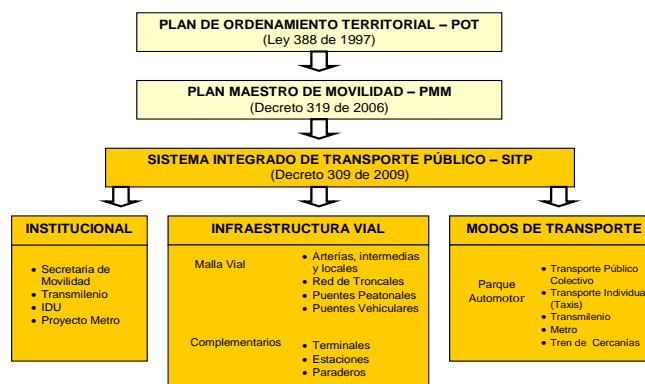 PLAN DE ORDENAMIENTO TERRITORIAL – POT
(Ley 388 de 1997)
PLAN MAESTRO DE MOVILIDAD – PMM
(Decreto 319 de 2006)
SISTEMA INTEGRADO DE TRANSPORTE PÚBLICO – SITP
(Decreto 309 de 2009)
INSTITUCIONAL
• Secretaria de
Movilidad
• Transmilenio
• IDU
• Proyecto Metro
INFRAESTRUCTURA VIAL
Malla Vial
• Arterías, intermedias
y locales
• Red de Troncales
• Puentes Peatonales
• Puentes Vehiculares
Complementarios
• Terminales
• Estaciones
• Paraderos
MODOS DE TRANSPORTE
Parque
Automotor
• Transporte Público
Colectivo
• Transporte Individua
(Taxis)
• Transmilenio
• Metro
• Tren de Cercanías